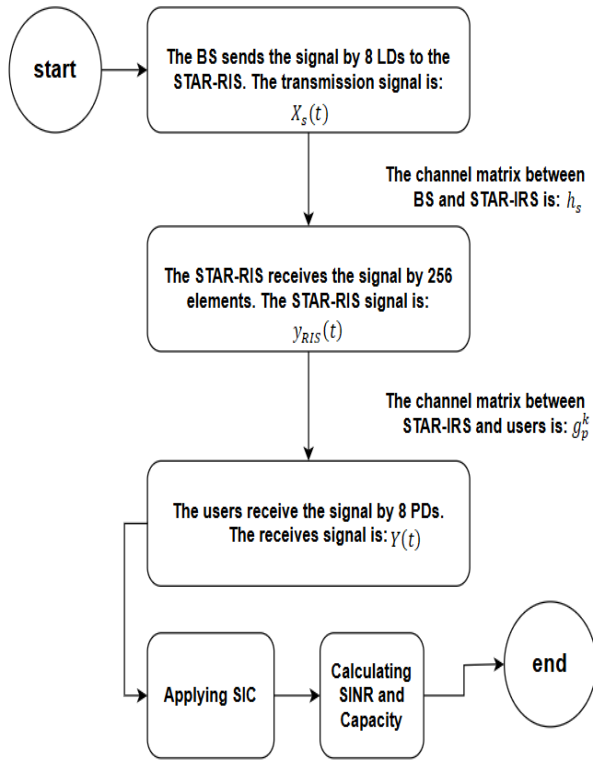 start
The BS sends the signal by 8 LDs to the
STAR-RIS. The transmission signal is:
X_s(t)
The channel matrix between
BS and STAR-IRS is: h_s
The STAR-RIS receives the signal by 256
elements. The STAR-RIS signal is:
y_{RIS}(t)
The channel matrix between
STAR-IRS and users is: g_p^k
The users receive the signal by 8 PDs.
The receives signal is: Y(t)
Applying SIC
Calculating
SINR and
Capacity
end